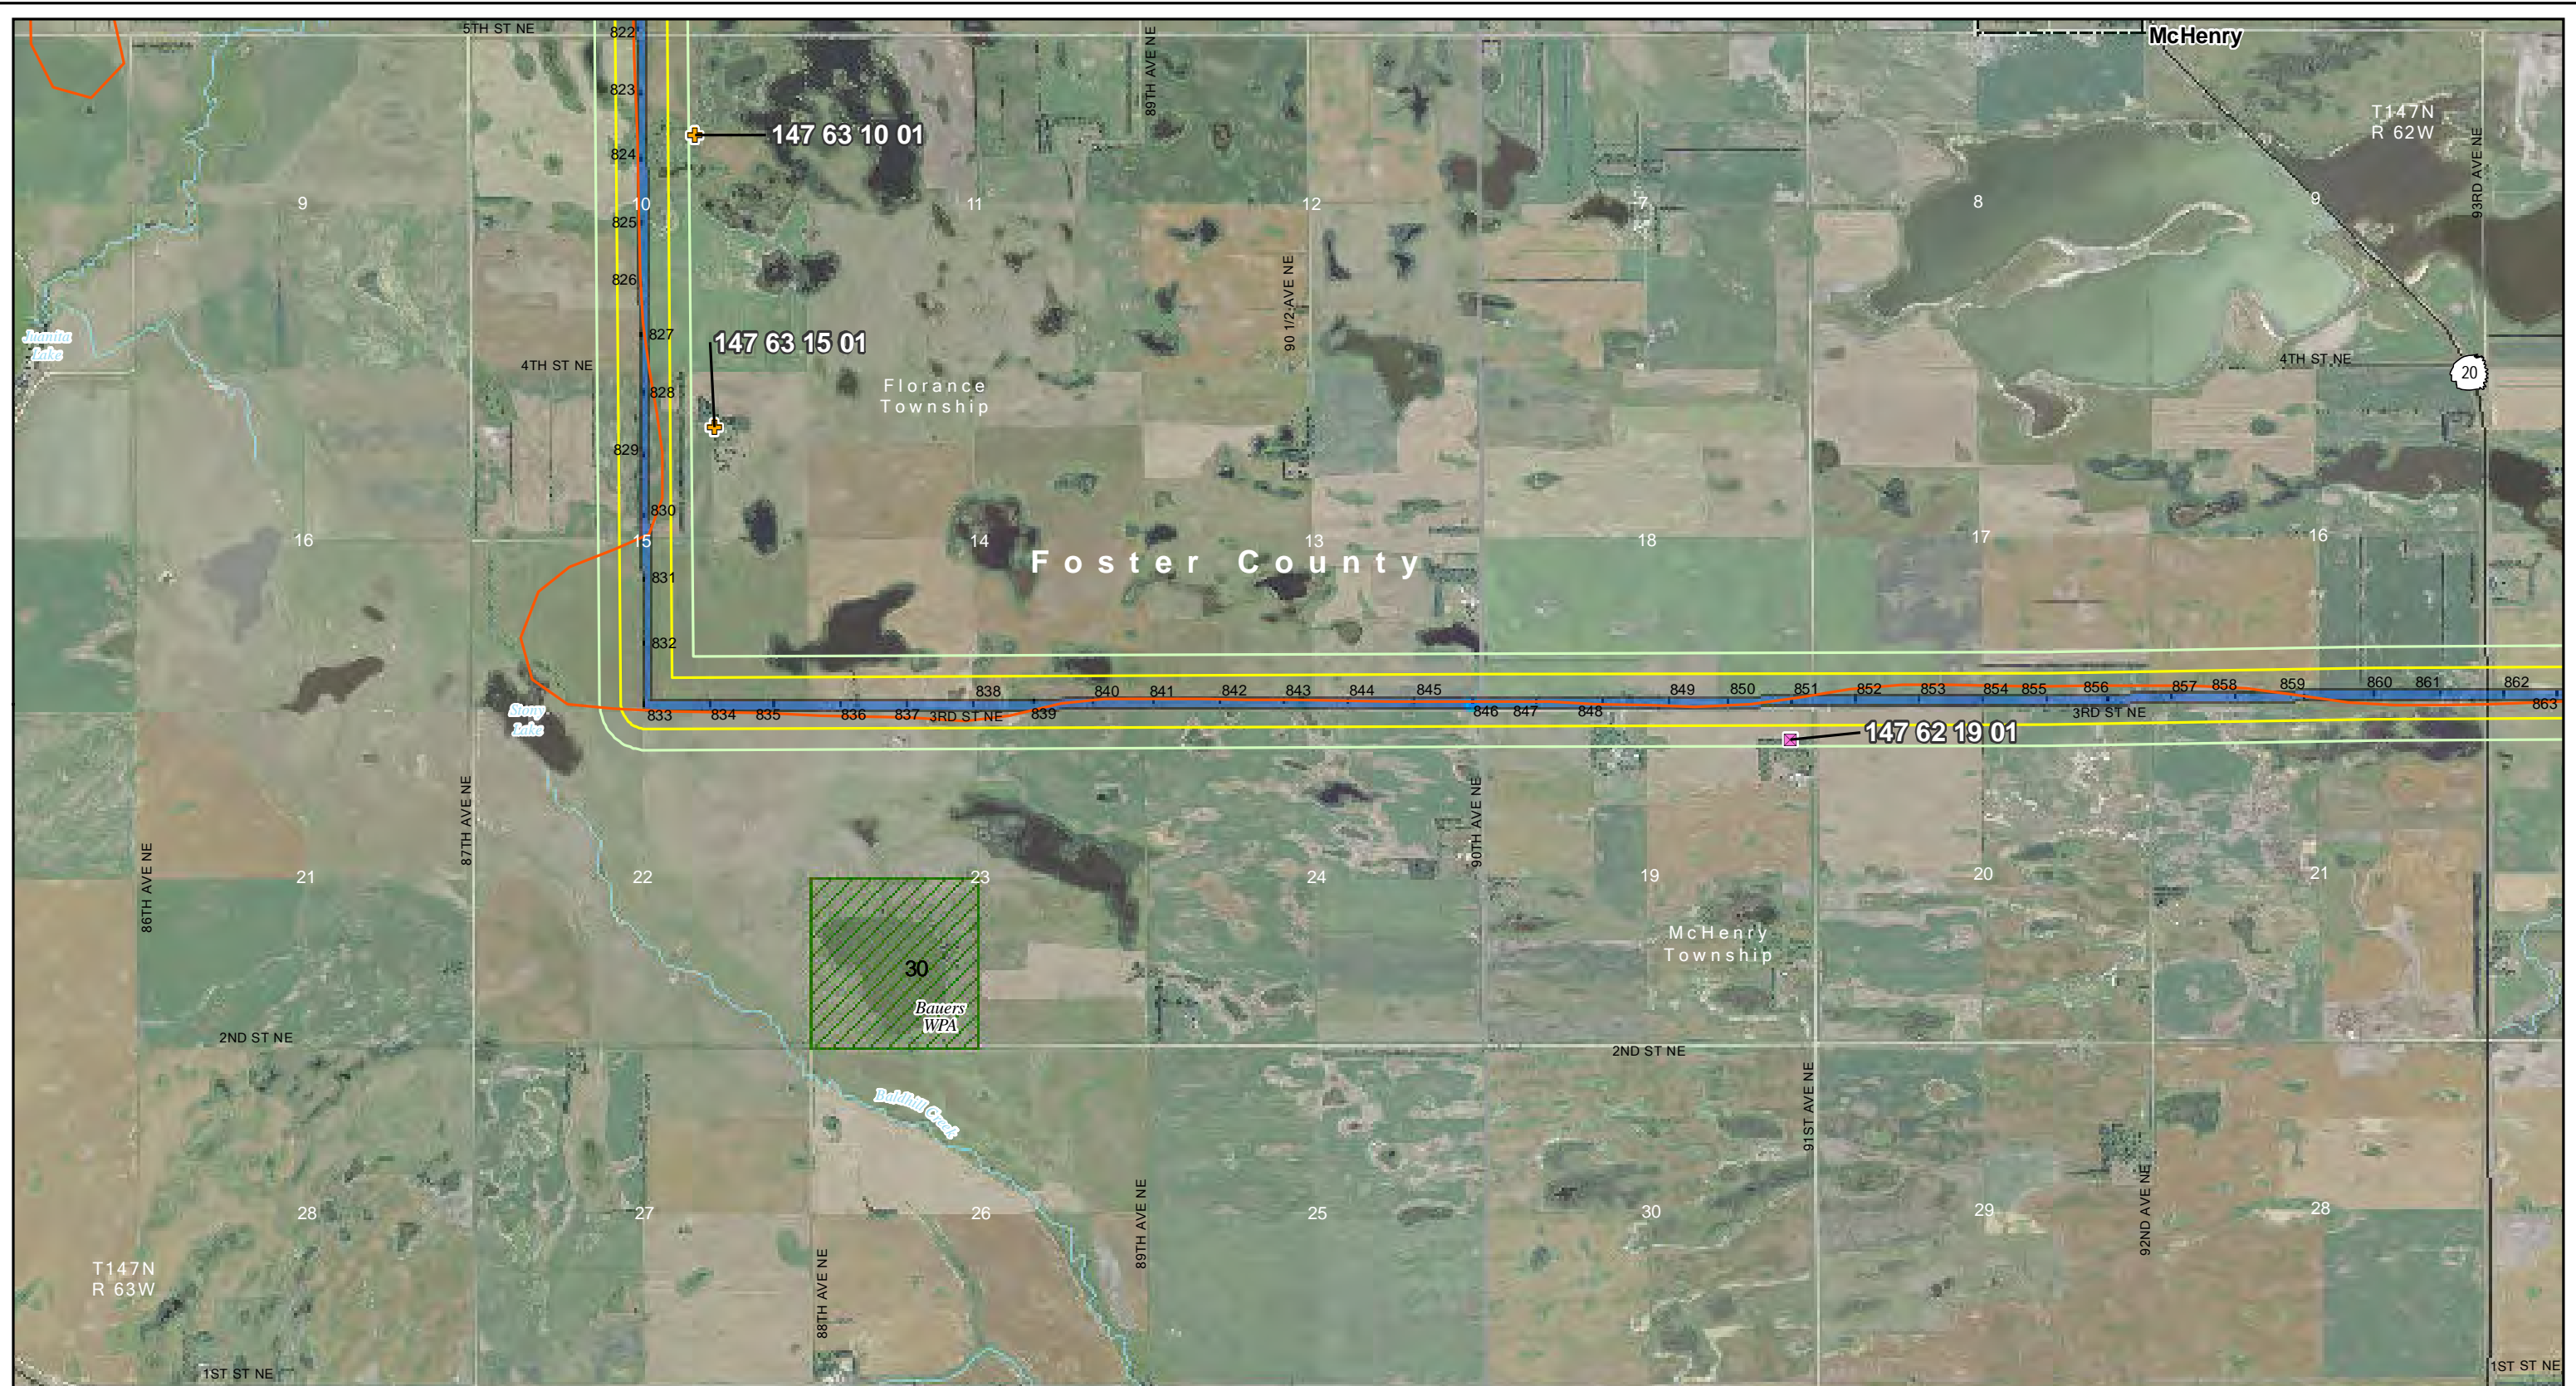 5TH ST NE
822
89TH AVE NE
McHenry
823
T147N
R 62W
147 63 10 01
824
93RD AVE NE
9
10
11
12
7
8
9
825
826
90 1/2 AVE NE
Juanita
Lake
827
147 63 15 01
4TH ST NE
4TH ST NE
20
828
Florance
Township
829
830
16
15
14
13
18
17
16
Foster County
831
832
838
840
841
842
843
844
845
849
850
851
852
853
854
855
856
857
858
859
860
861
862
863
Stony
Lake
833
834
835
836
837
3RD ST NE
839
846
847
848
3RD ST NE
147 62 19 01
87TH AVE NE
90TH AVE NE
86TH AVE NE
21
22
23
24
19
20
21
McHenry
Township
30
Bauers
WPA
2ND ST NE
2ND ST NE
Baldhill Creek
91ST AVE NE
28
27
26
25
30
29
28
89TH AVE NE
92ND AVE NE
T147N
R 63W
88TH AVE NE
1ST ST NE
1ST ST NE